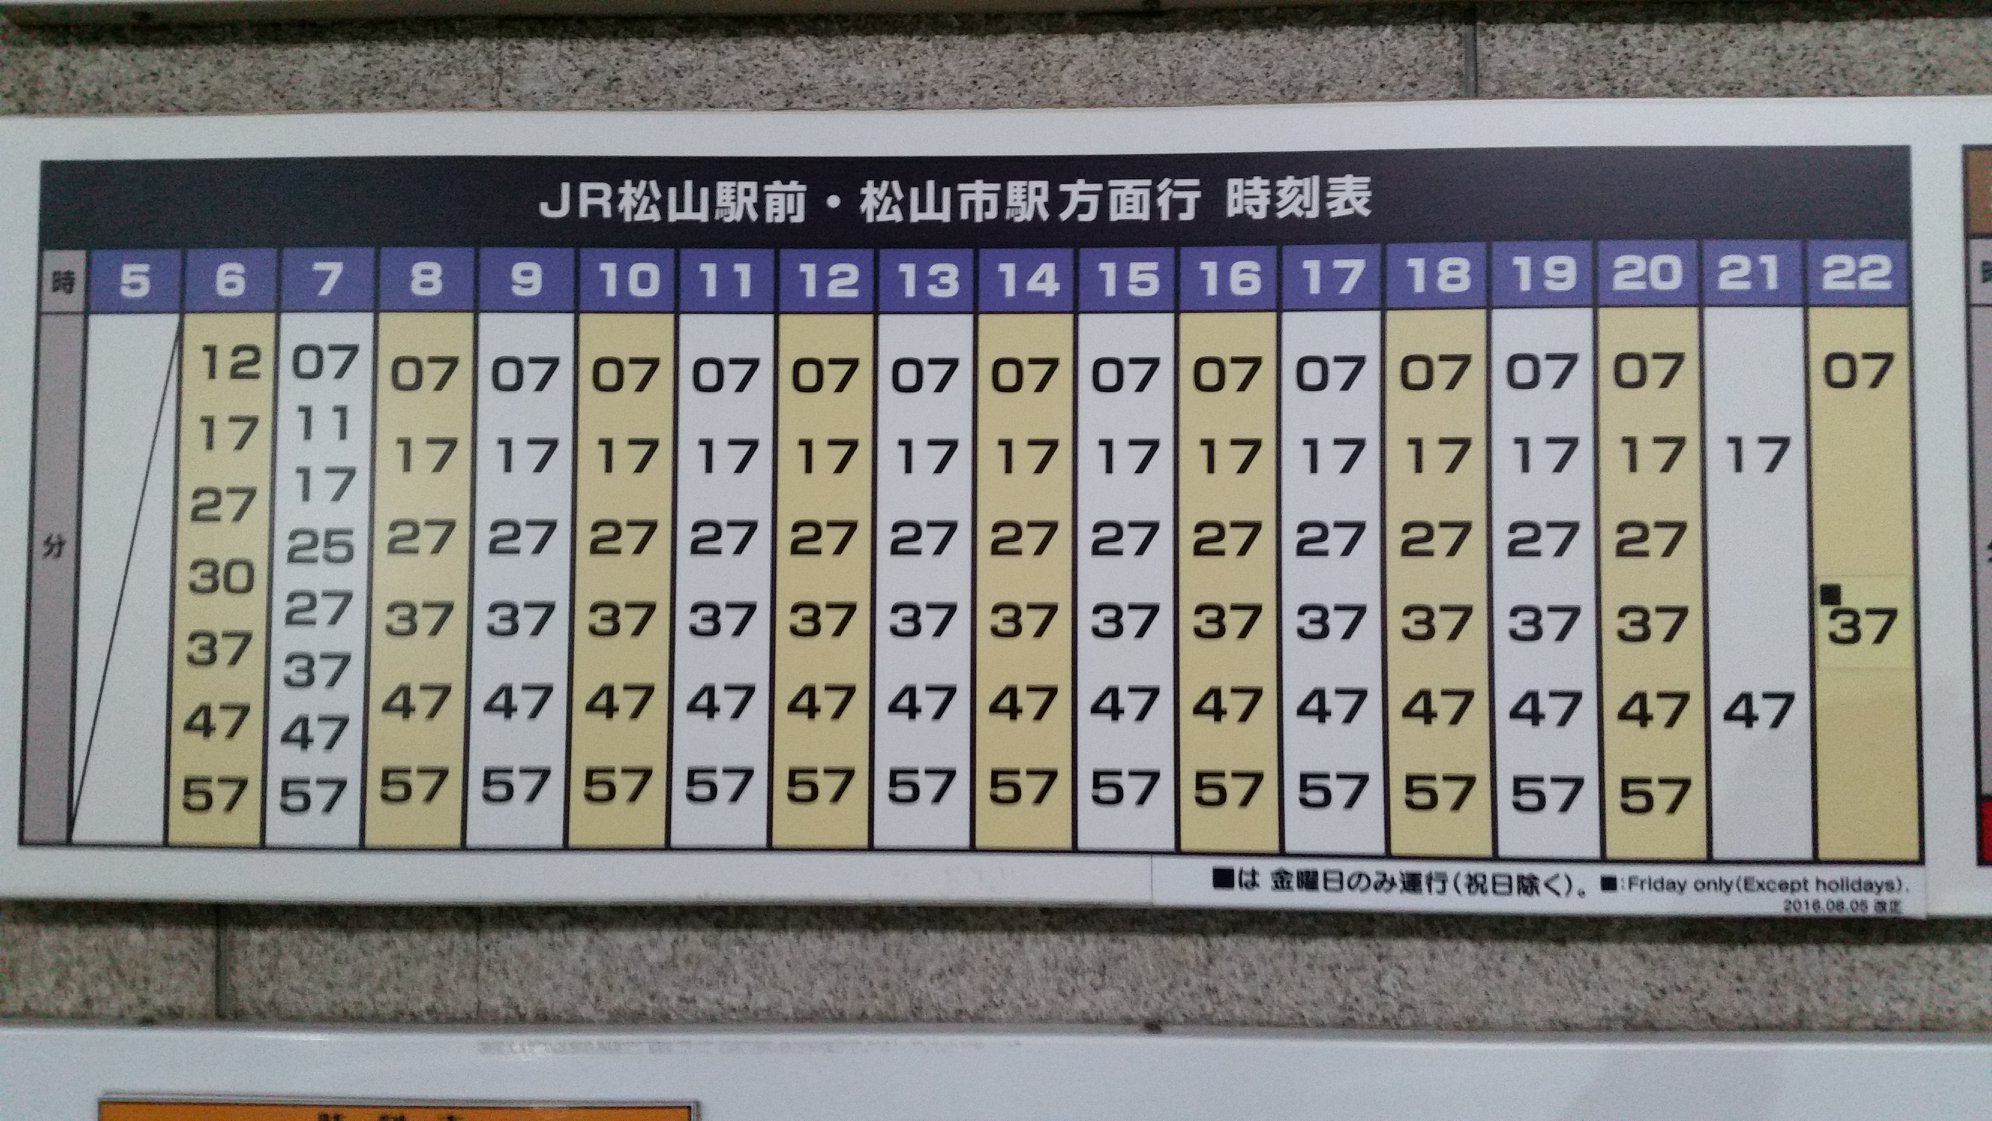 JR松山駅前・松山市駅方面行 時刻表
時 5 6 7 8 9 10 11 12 13 14 15 16 17 18 19 20 21 22
分
12 07 07 07 07 07 07 07 07 07 07 07 07 07 07 07
17 11 17 17 17 17 17 17 17 17 17 17 17 17 17 17
27 17 27 27 27 27 27 27 27 27 27 27 27 27 27
30 25 37 37 37 37 37 37 37 37 37 37 37 37 37 ■37
37 27 47 47 47 47 47 47 47 47 47 47 47 47 47 47
47 37 57 57 57 57 57 57 57 57 57 57 57 57 57
57 47
57
■は 金曜日のみ運行(祝日除く)。 ■:Friday only(Except holidays).
2016.08.05 改正